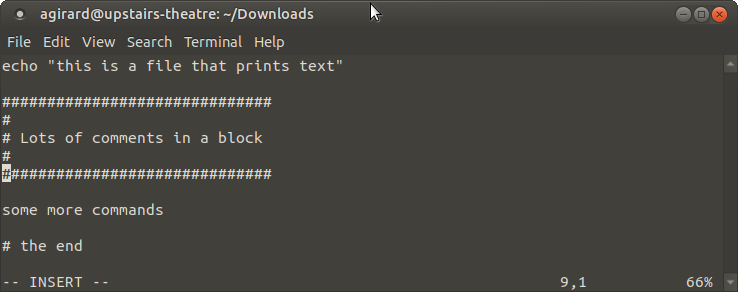 agirard@upstairs-theatre: ~/Downloads
File Edit View Search Terminal Help
echo "this is a file that prints text"
##############################
#
# Lots of comments in a block
#
##############################
some more commands
# the end
-- INSERT -- 9,1 66%